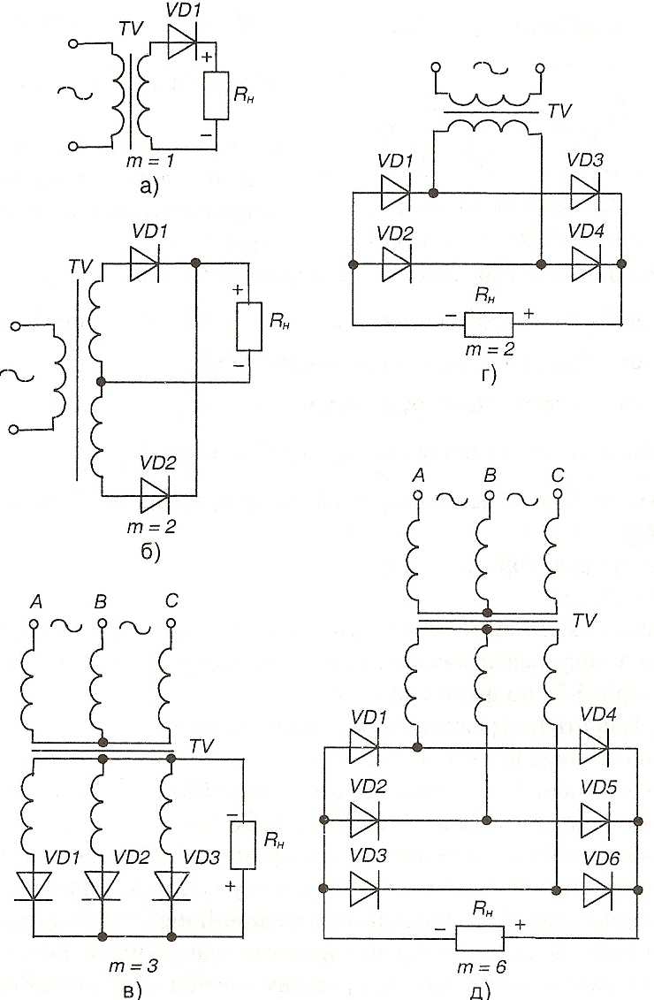 VD1
TV
+
Rн
–
m = 1
а)
VD1
TV
+
Rн
–
VD2
m = 2
б)
A B C
TV
–
Rн
+
VD1 VD2 VD3
m = 3
в)
TV
VD1 VD3
VD2 VD4
Rн
– +
m = 2
г)
A B C
TV
VD1 VD4
VD2 VD5
VD3 VD6
Rн
– +
m = 6
д)